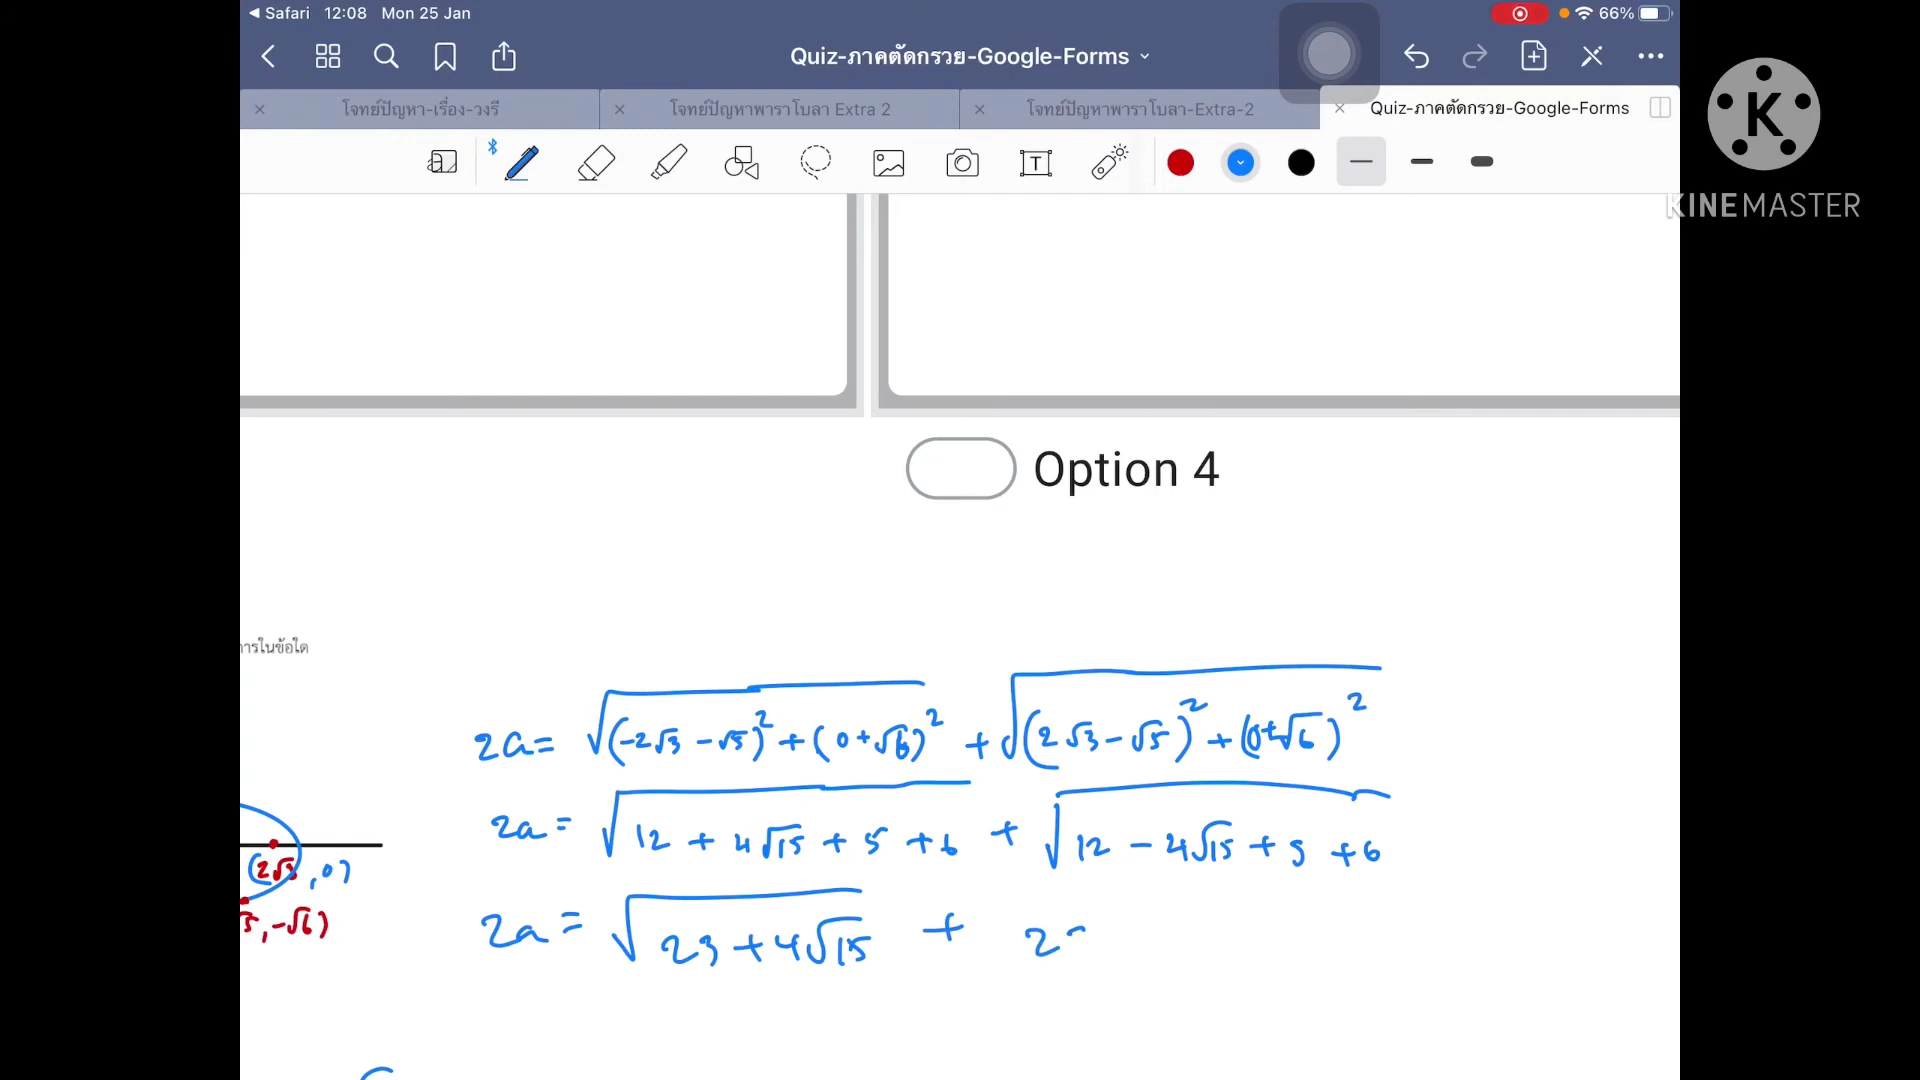 Safari 12:08 Mon 25 Jan 66%
Quiz-ภาคตัดกรวย-Google-Forms
โจทย์ปัญหา-เรื่อง-วงรี โจทย์ปัญหาพาราโบลา Extra 2 โจทย์ปัญหาพาราโบลา-Extra-2 Quiz-ภาคตัดกรวย-Google-Forms
K
KINEMASTER
Option 4
ารในข้อใด
2a = √((-2√3 - √5)² + (0+√6)²) + √((2√3 - √5)² + (0+√6)²)
2a = √(12 + 4√15 + 5 + 6) + √(12 - 4√15 + 5 + 6)
(2√3, 0)
5, -√6)
2a = √(23 + 4√15) + 2